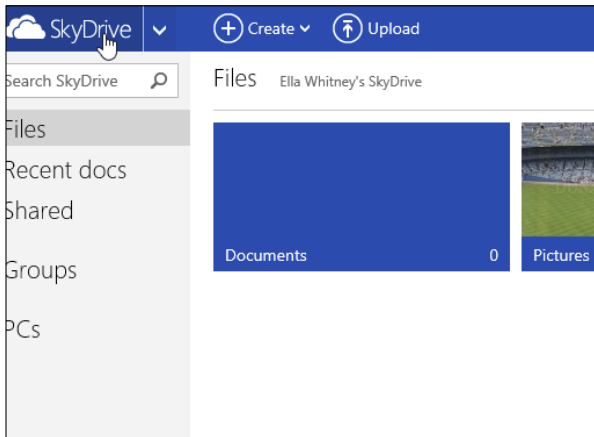 SkyDrive Create Upload
Search SkyDrive
Files Ella Whitney's SkyDrive
Files
Recent docs
Shared
Groups
PCs
Documents 0 Pictures